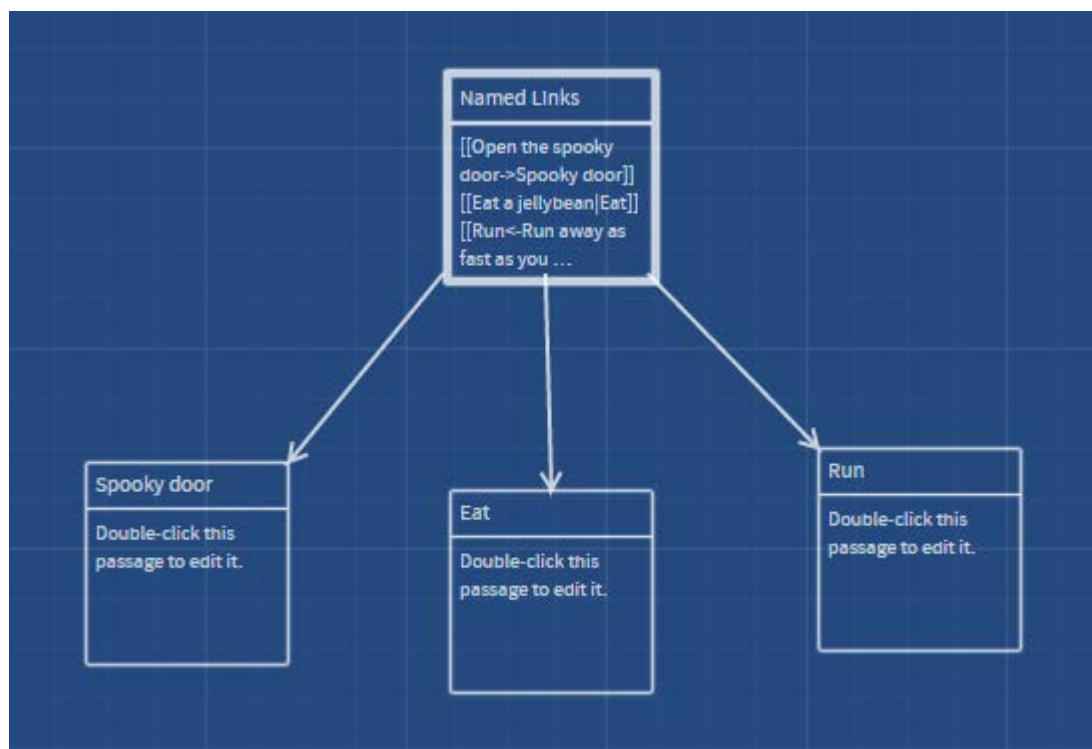 Named Links
[[Open the spooky
door->Spooky door]]
[[Eat a jellybean|Eat]]
[[Run<-Run away as
fast as you …
Spooky door
Double-click this
passage to edit it.
Eat
Double-click this
passage to edit it.
Run
Double-click this
passage to edit it.